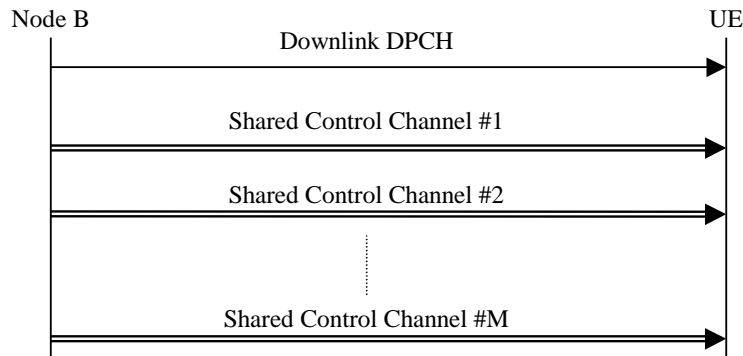 Node B
UE
Downlink DPCH
Shared Control Channel #1
Shared Control Channel #2
Shared Control Channel #M